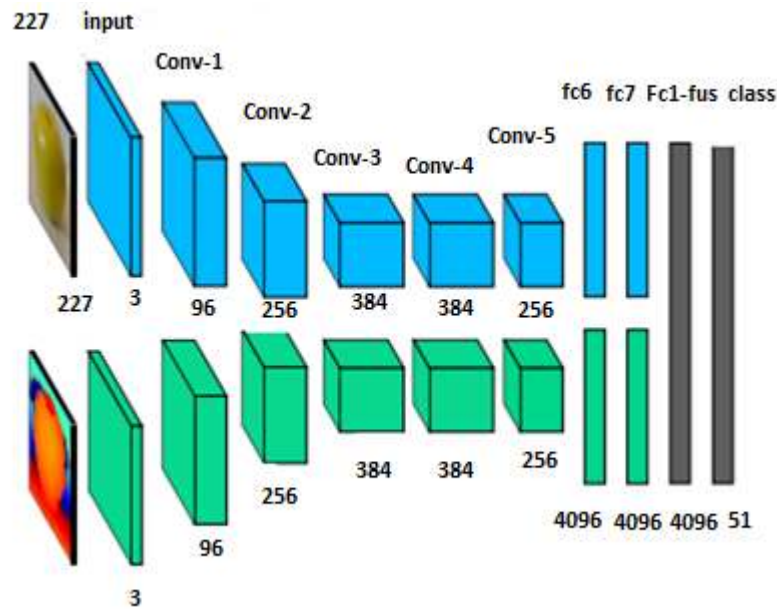 227 input
Conv-1
Conv-2
Conv-3 Conv-4 Conv-5
fc6 fc7 Fc1-fus class
227 3 96 256 384 384 256
3 96 256 384 384 256
4096 4096 4096 51